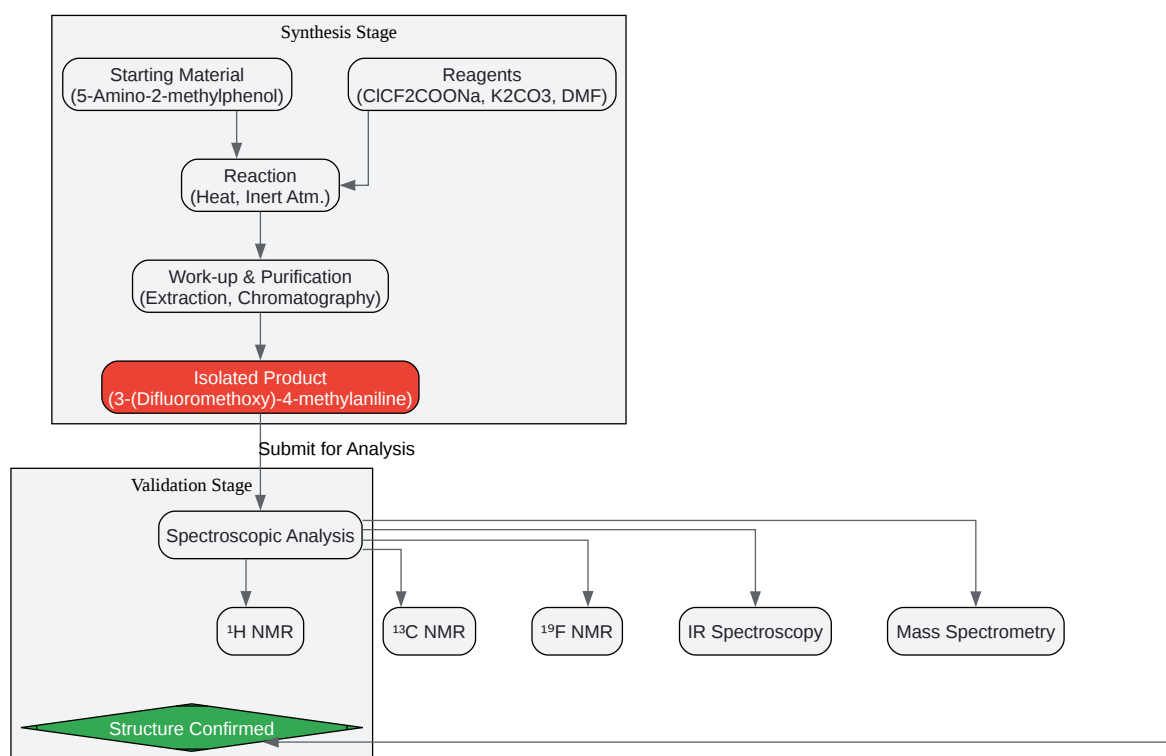 Synthesis Stage
Starting Material
(5-Amino-2-methylphenol)
Reagents
(ClCF2COONa, K2CO3, DMF)
Reaction
(Heat, Inert Atm.)
Work-up & Purification
(Extraction, Chromatography)
Isolated Product
(3-(Difluoromethoxy)-4-methylaniline)
Submit for Analysis
Validation Stage
Spectroscopic Analysis
¹H NMR
¹³C NMR
¹⁹F NMR
IR Spectroscopy
Mass Spectrometry
Structure Confirmed